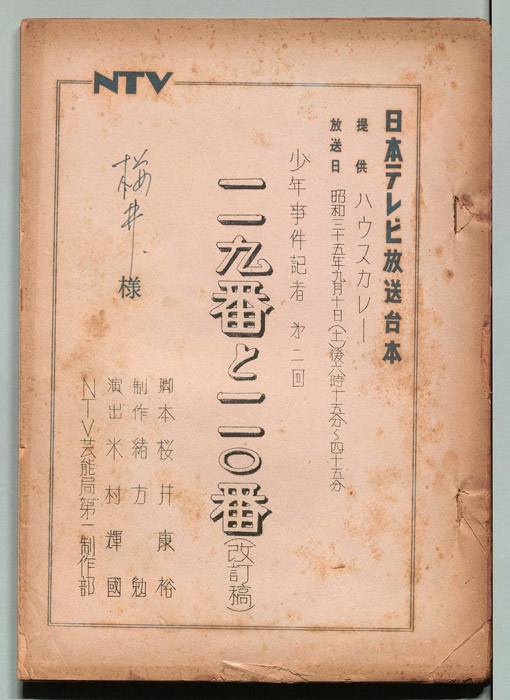 NTV
日本テレビ放送台本
提供 ハウスカレー
放送日 昭和三十五年九月十日(土)後六時十五分〜四十五分
少年事件記者 第二回
一一九番と一一〇番(改訂稿)
桜井 様
脚本 桜井康裕
制作 緒方勉
演出 米村輝國
NTV芸能局第一制作部